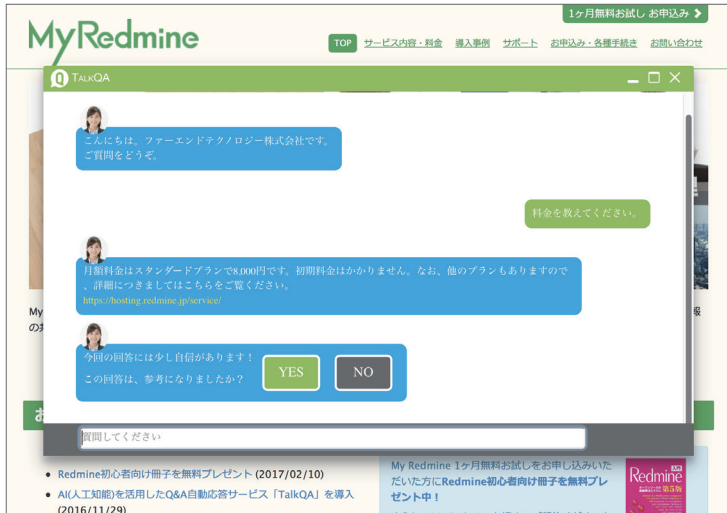 1ヶ月無料お試し お申込み
MyRedmine
TOP サービス内容・料金 導入事例 サポート お申込み・各種手続き お問い合わせ
TALKQA
こんにちは。ファーエンドテクノロジー株式会社です。
ご質問をどうぞ。
料金を教えてください。
月額料金はスタンダードプランで8,000円です。初期料金はかかりません。なお、他のプランもありますので
、詳細につきましてはこちらをご覧ください。
https://hosting.redmine.jp/service/
My
報
の
今回の回答には少し自信があります！
この回答は、参考になりましたか？
YES
NO
お
質問してください
Redmine初心者向け冊子を無料プレゼント (2017/02/10)
AI(人工知能)を活用したQ&A自動応答サービス「TalkQA」を導入
(2016/11/29)
My Redmine 1ヶ月無料お試しをお申し込みいた
だいた方にRedmine初心者向け冊子を無料プレ
ゼント中！
入門
Redmine
第5版